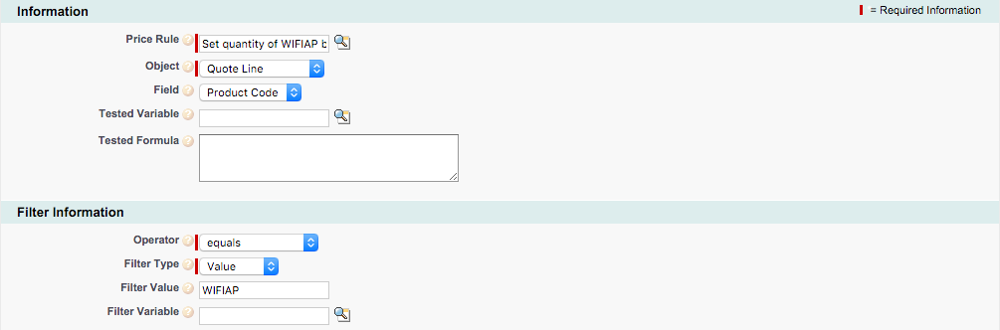 Information
= Required Information
Price Rule ? Set quantity of WIFIAP b
Object ? Quote Line
Field ? Product Code
Tested Variable ?
Tested Formula ?
Filter Information
Operator ? equals
Filter Type ? Value
Filter Value ? WIFIAP
Filter Variable ?